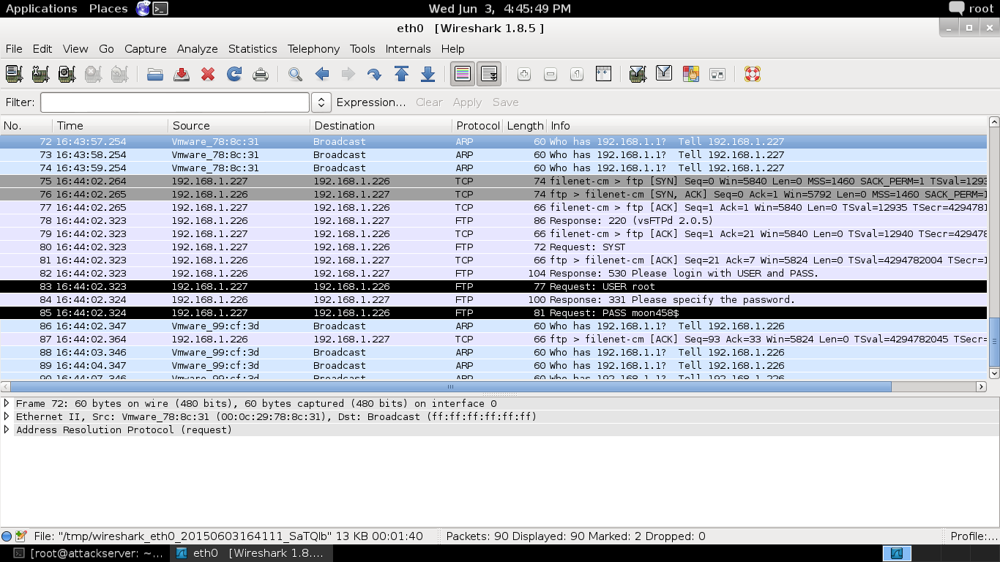 Applications Places Wed Jun 3, 4:45:49 PM root
eth0 [Wireshark 1.8.5 ]
File Edit View Go Capture Analyze Statistics Telephony Tools Internals Help
Filter: Expression... Clear Apply Save
No. Time Source Destination Protocol Length Info
72 16:43:57.254 Vmware_78:8c:31 Broadcast ARP 60 Who has 192.168.1.1? Tell 192.168.1.227
73 16:43:58.254 Vmware_78:8c:31 Broadcast ARP 60 Who has 192.168.1.1? Tell 192.168.1.227
74 16:43:59.254 Vmware_78:8c:31 Broadcast ARP 60 Who has 192.168.1.1? Tell 192.168.1.227
75 16:44:02.264 192.168.1.227 192.168.1.226 TCP 74 filenet-cm > ftp [SYN] Seq=0 Win=5840 Len=0 MSS=1460 SACK_PERM=1 TSval=1293
76 16:44:02.265 192.168.1.226 192.168.1.227 TCP 74 ftp > filenet-cm [SYN, ACK] Seq=0 Ack=1 Win=5792 Len=0 MSS=1460 SACK_PERM=1
77 16:44:02.265 192.168.1.227 192.168.1.226 TCP 66 filenet-cm > ftp [ACK] Seq=1 Ack=1 Win=5840 Len=0 TSval=12935 TSecr=4294781
78 16:44:02.323 192.168.1.226 192.168.1.227 FTP 86 Response: 220 (vsFTPd 2.0.5)
79 16:44:02.323 192.168.1.227 192.168.1.226 TCP 66 filenet-cm > ftp [ACK] Seq=1 Ack=21 Win=5840 Len=0 TSval=12940 TSecr=429478
80 16:44:02.323 192.168.1.227 192.168.1.226 FTP 72 Request: SYST
81 16:44:02.323 192.168.1.226 192.168.1.227 TCP 66 ftp > filenet-cm [ACK] Seq=21 Ack=7 Win=5824 Len=0 TSval=4294782004 TSecr=1
82 16:44:02.323 192.168.1.226 192.168.1.227 FTP 104 Response: 530 Please login with USER and PASS.
83 16:44:02.323 192.168.1.227 192.168.1.226 FTP 77 Request: USER root
84 16:44:02.324 192.168.1.226 192.168.1.227 FTP 100 Response: 331 Please specify the password.
85 16:44:02.324 192.168.1.227 192.168.1.226 FTP 81 Request: PASS moon458$
86 16:44:02.347 Vmware_99:cf:3d Broadcast ARP 60 Who has 192.168.1.1? Tell 192.168.1.226
87 16:44:02.364 192.168.1.226 192.168.1.227 TCP 66 ftp > filenet-cm [ACK] Seq=93 Ack=33 Win=5824 Len=0 TSval=4294782045 TSecr=
88 16:44:03.346 Vmware_99:cf:3d Broadcast ARP 60 Who has 192.168.1.1? Tell 192.168.1.226
89 16:44:04.347 Vmware_99:cf:3d Broadcast ARP 60 Who has 192.168.1.1? Tell 192.168.1.226
90 16:44:07.346 Vmware_99:cf:3d Broadcast ARP 60 Who has 192.168.1.1? Tell 192.168.1.226
Frame 72: 60 bytes on wire (480 bits), 60 bytes captured (480 bits) on interface 0
Ethernet II, Src: Vmware_78:8c:31 (00:0c:29:78:8c:31), Dst: Broadcast (ff:ff:ff:ff:ff:ff)
Address Resolution Protocol (request)
File: "/tmp/wireshark_eth0_20150603164111_SaTQIb" 13 KB 00:01:40 Packets: 90 Displayed: 90 Marked: 2 Dropped: 0 Profile:...
[root@attackserver: ~... eth0 [Wireshark 1.8....